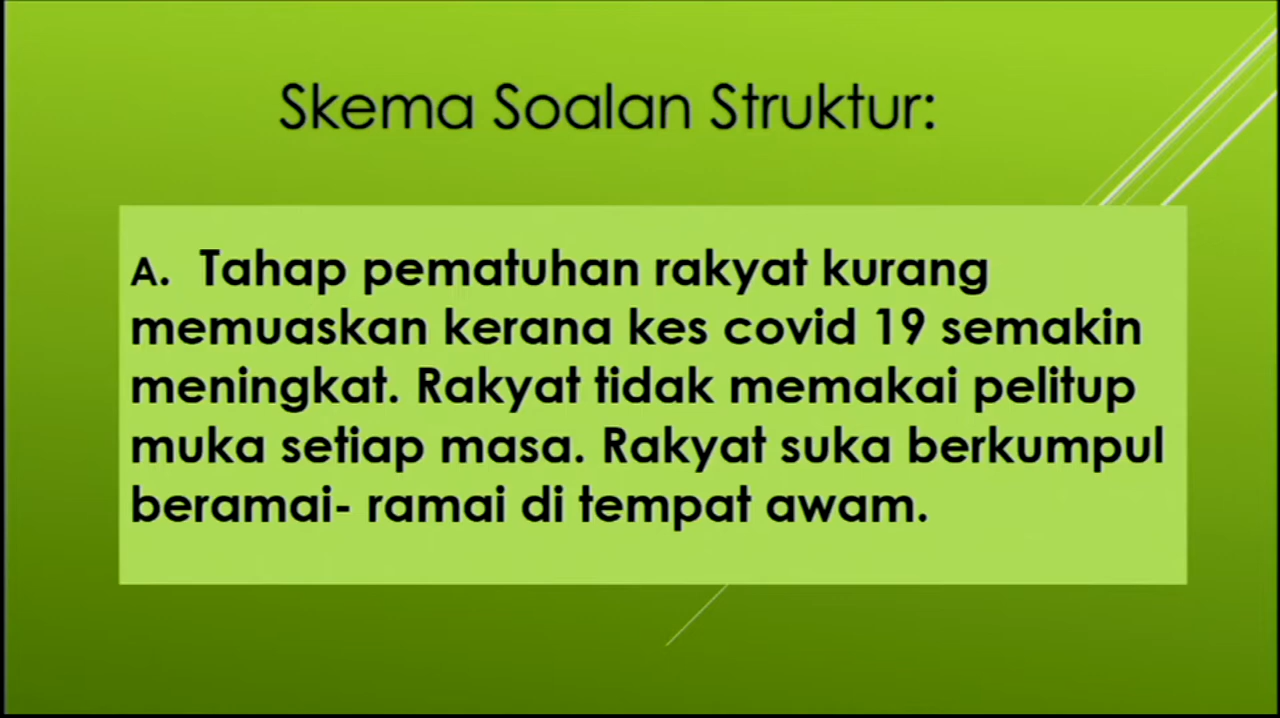 Skema Soalan Struktur:
A. Tahap pematuhan rakyat kurang
memuaskan kerana kes covid 19 semakin
meningkat. Rakyat tidak memakai pelitup
muka setiap masa. Rakyat suka berkumpul
beramai- ramai di tempat awam.